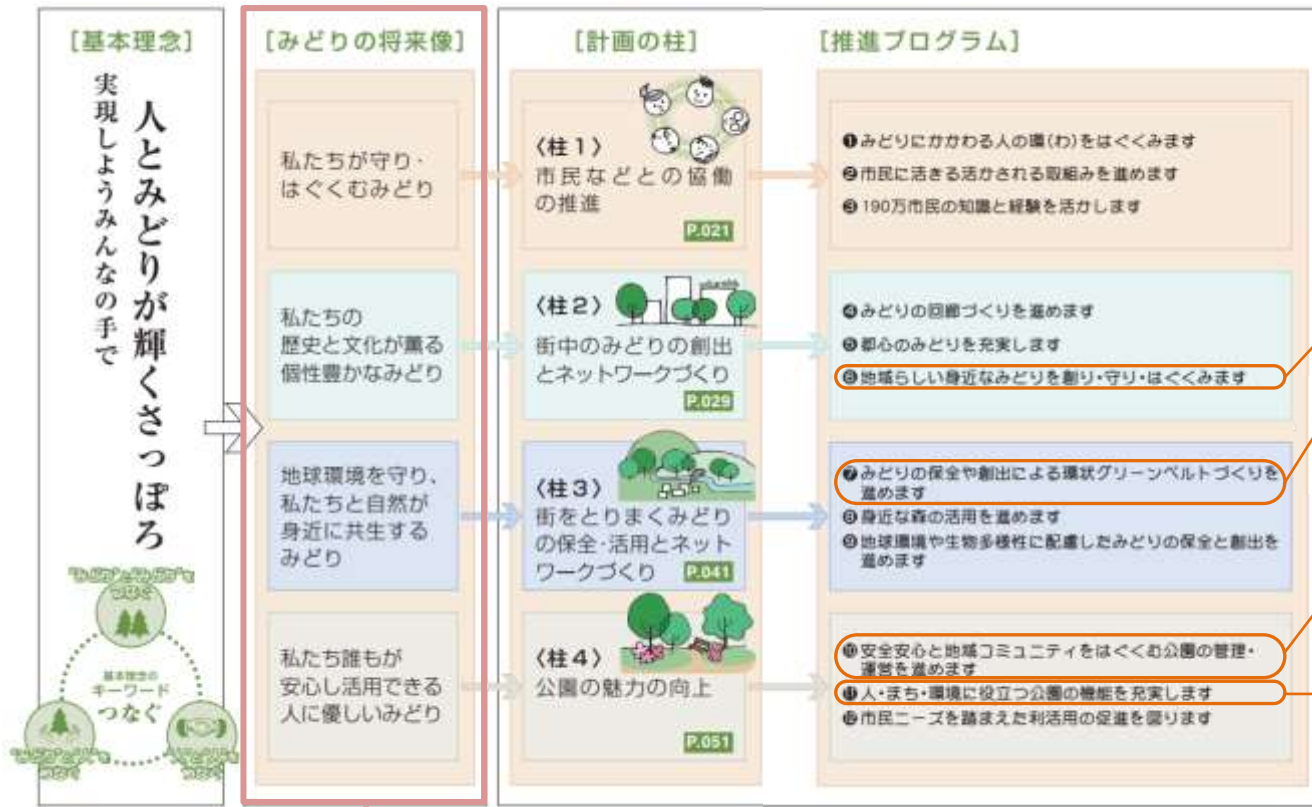 [基本理念]
人とみどりが輝くさっぽろ
実現しようみんなの手で
つなぐ
基本理念の
キーワード
つなぐ
つなぐ
つなぐ
[みどりの将来像]
私たちが守り・
はぐくむみどり
私たちの
歴史と文化が薫る
個性豊かなみどり
地球環境を守り、
私たちと自然が
身近に共生する
みどり
私たち誰もが
安心し活用できる
人に優しいみどり
[計画の柱]
〈柱1〉
市民などとの協働
の推進
P.021
〈柱2〉
街中のみどりの創出
とネットワークづくり
P.029
〈柱3〉
街をとりまくみどり
の保全・活用とネット
ワークづくり P.041
〈柱4〉
公園の魅力の向上
P.051
[推進プログラム]
❶みどりにかかわる人の環(わ)をはぐくみます
❷市民に活きる活かされる取組みを進めます
❸190万市民の知識と経験を活かします
❹みどりの回廊づくりを進めます
❺都心のみどりを充実します
❻地域らしい身近なみどりを創り・守り・はぐくみます
❼みどりの保全や創出による環状グリーンベルトづくりを
進めます
❽身近な森の活用を進めます
❾地球環境や生物多様性に配慮したみどりの保全と創出を
進めます
❿安全安心と地域コミュニティをはぐくむ公園の管理・
運営を進めます
⓫人・まち・環境に役立つ公園の機能を充実します
⓬市民ニーズを踏まえた利活用の促進を図ります